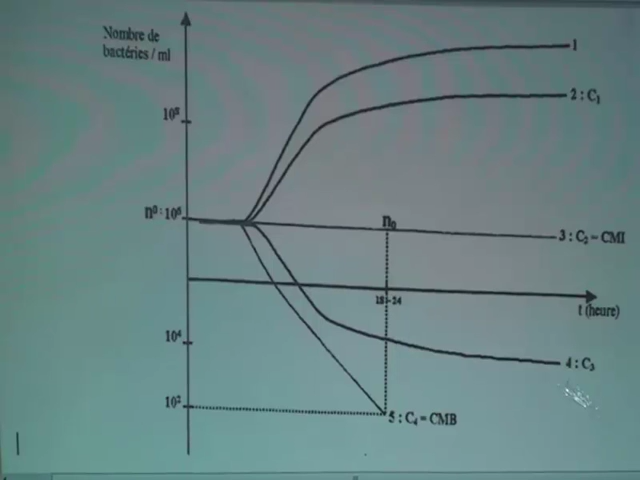 Nombre de
bactéries / ml
1
2 : C₁
10⁸
n⁰ : 10⁶
n₀
3 : C₂ = CMI
18 - 24
t (heure)
10⁴
4 : C₃
10²
5 : C₄ = CMB